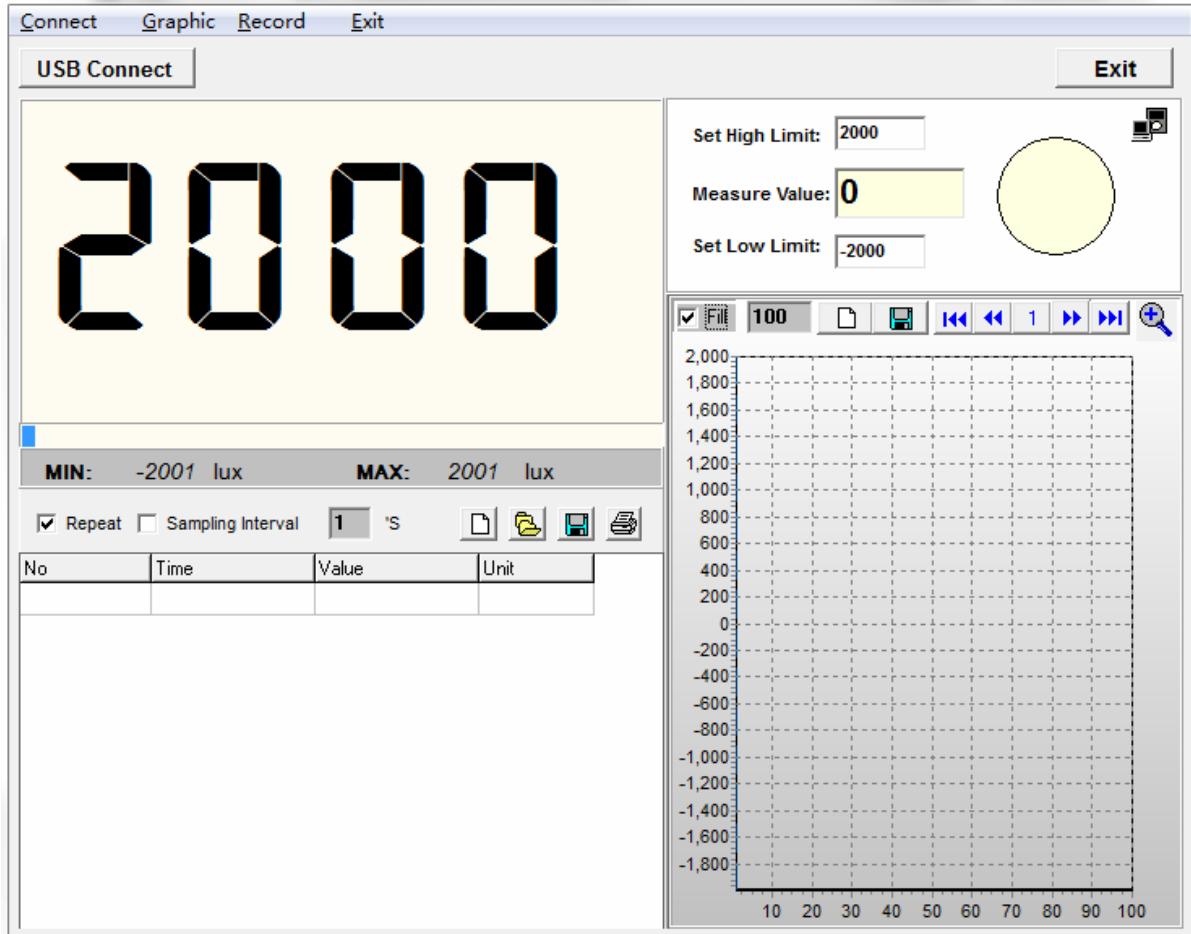 Connect Graphic Record Exit
USB Connect
Exit
2000
Set High Limit: 2000
Measure Value: 0
Set Low Limit: -2000
MIN: -2001 lux MAX: 2001 lux
Repeat Sampling Interval 1 'S
No Time Value Unit
Fill 100 1
2,000
1,800
1,600
1,400
1,200
1,000
800
600
400
200
0
-200
-400
-600
-800
-1,000
-1,200
-1,400
-1,600
-1,800
10 20 30 40 50 60 70 80 90 100